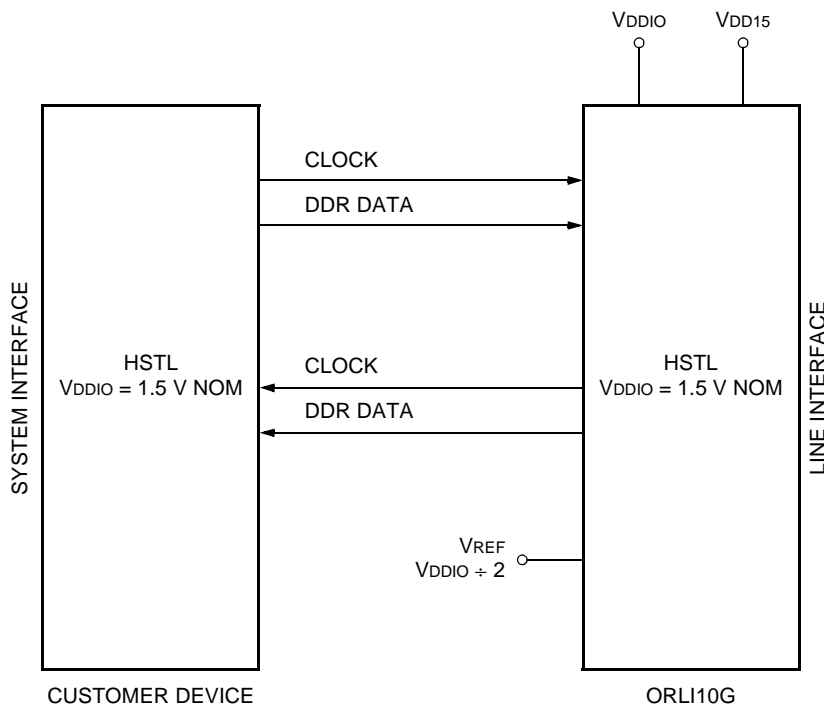 VDDIO
VDD15
CLOCK
DDR DATA
SYSTEM INTERFACE
HSTL
VDDIO = 1.5 V NOM
CLOCK
DDR DATA
HSTL
VDDIO = 1.5 V NOM
LINE INTERFACE
VREF
VDDIO ÷ 2
CUSTOMER DEVICE
ORLI10G